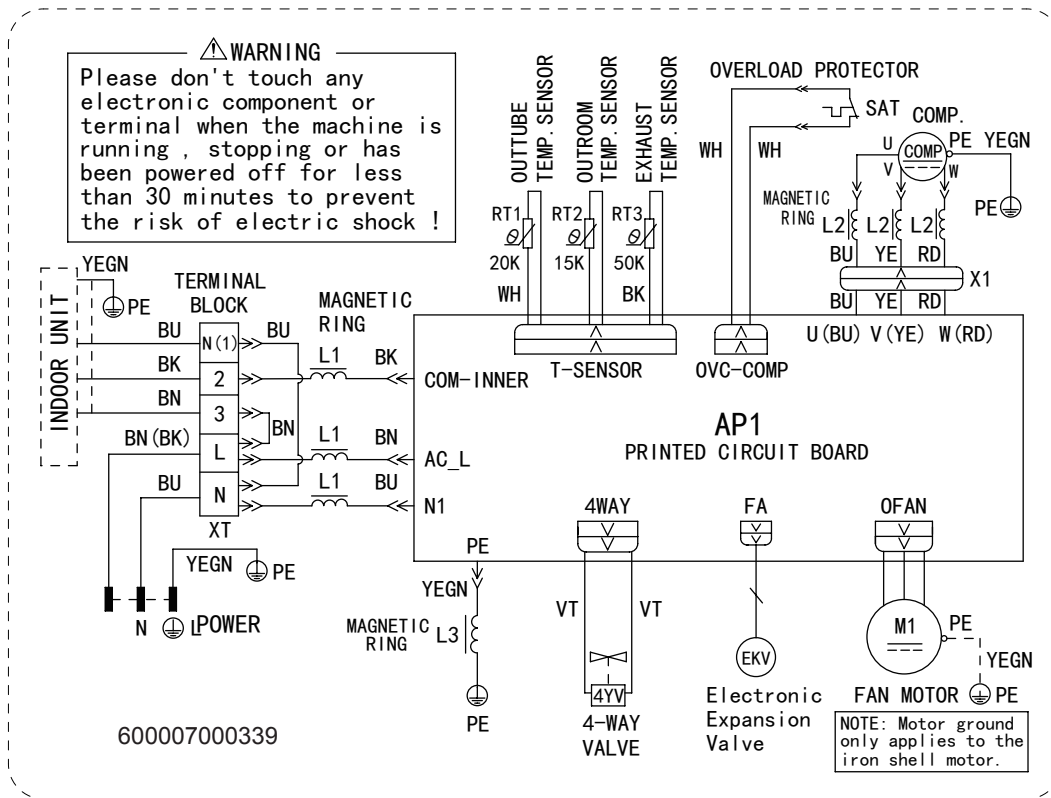 WARNING
Please don't touch any
electronic component or
terminal when the machine is
running , stopping or has
been powered off for less
than 30 minutes to prevent
the risk of electric shock !
OUTTUBE
TEMP. SENSOR
OUTROOM
TEMP. SENSOR
EXHAUST
TEMP. SENSOR
RT1
RT2
RT3
20K
15K
50K
WH
BK
OVERLOAD PROTECTOR
SAT
WH
WH
COMP.
U
COMP
PE YEGN
V
W
PE
MAGNETIC
RING
L2
L2
L2
BU
YE
RD
X1
BU
YE
RD
U(BU) V(YE) W(RD)
INDOOR UNIT
YEGN
PE
TERMINAL
BLOCK
BU
N(1)
BU
BK
2
BN
3
BN
BN(BK)
L
BU
N
XT
MAGNETIC
RING
L1
BK
L1
BN
L1
BU
COM-INNER
AC_L
N1
T-SENSOR
OVC-COMP
AP1
PRINTED CIRCUIT BOARD
4WAY
FA
OFAN
PE
YEGN
PE
N
L
POWER
YEGN
MAGNETIC
RING
L3
PE
VT
VT
4YV
4-WAY
VALVE
EKV
Electronic
Expansion
Valve
M1
PE
YEGN
FAN MOTOR
PE
NOTE: Motor ground
only applies to the
iron shell motor.
600007000339